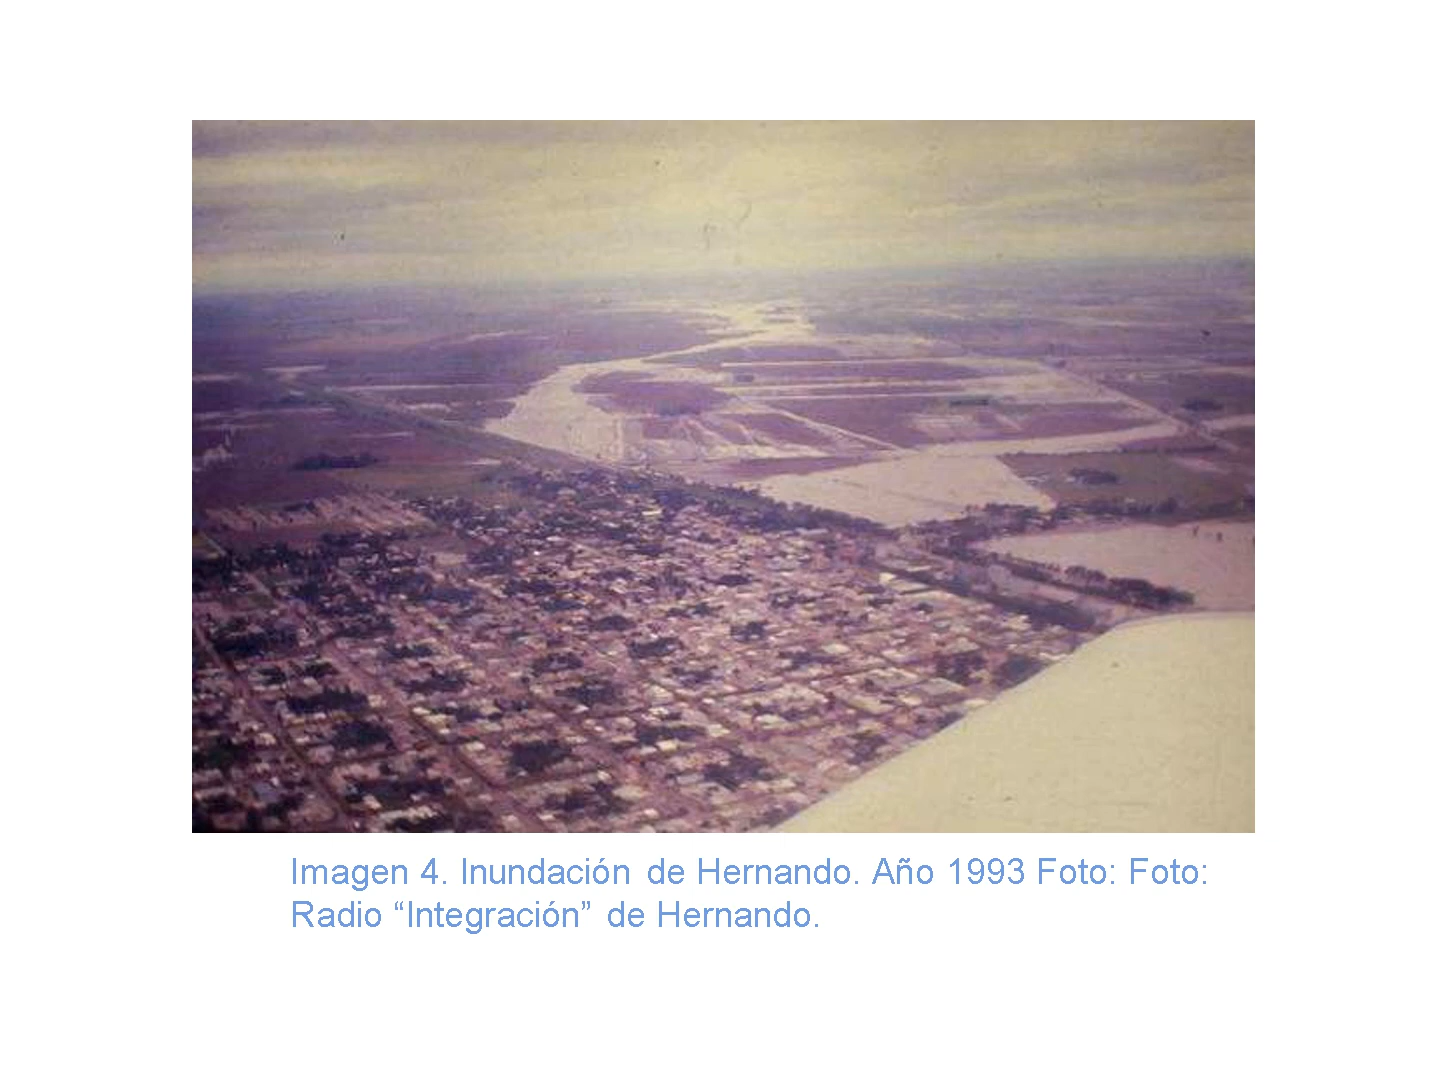 Imagen 4. Inundación de Hernando. Año 1993 Foto: Foto:
Radio “Integración” de Hernando.